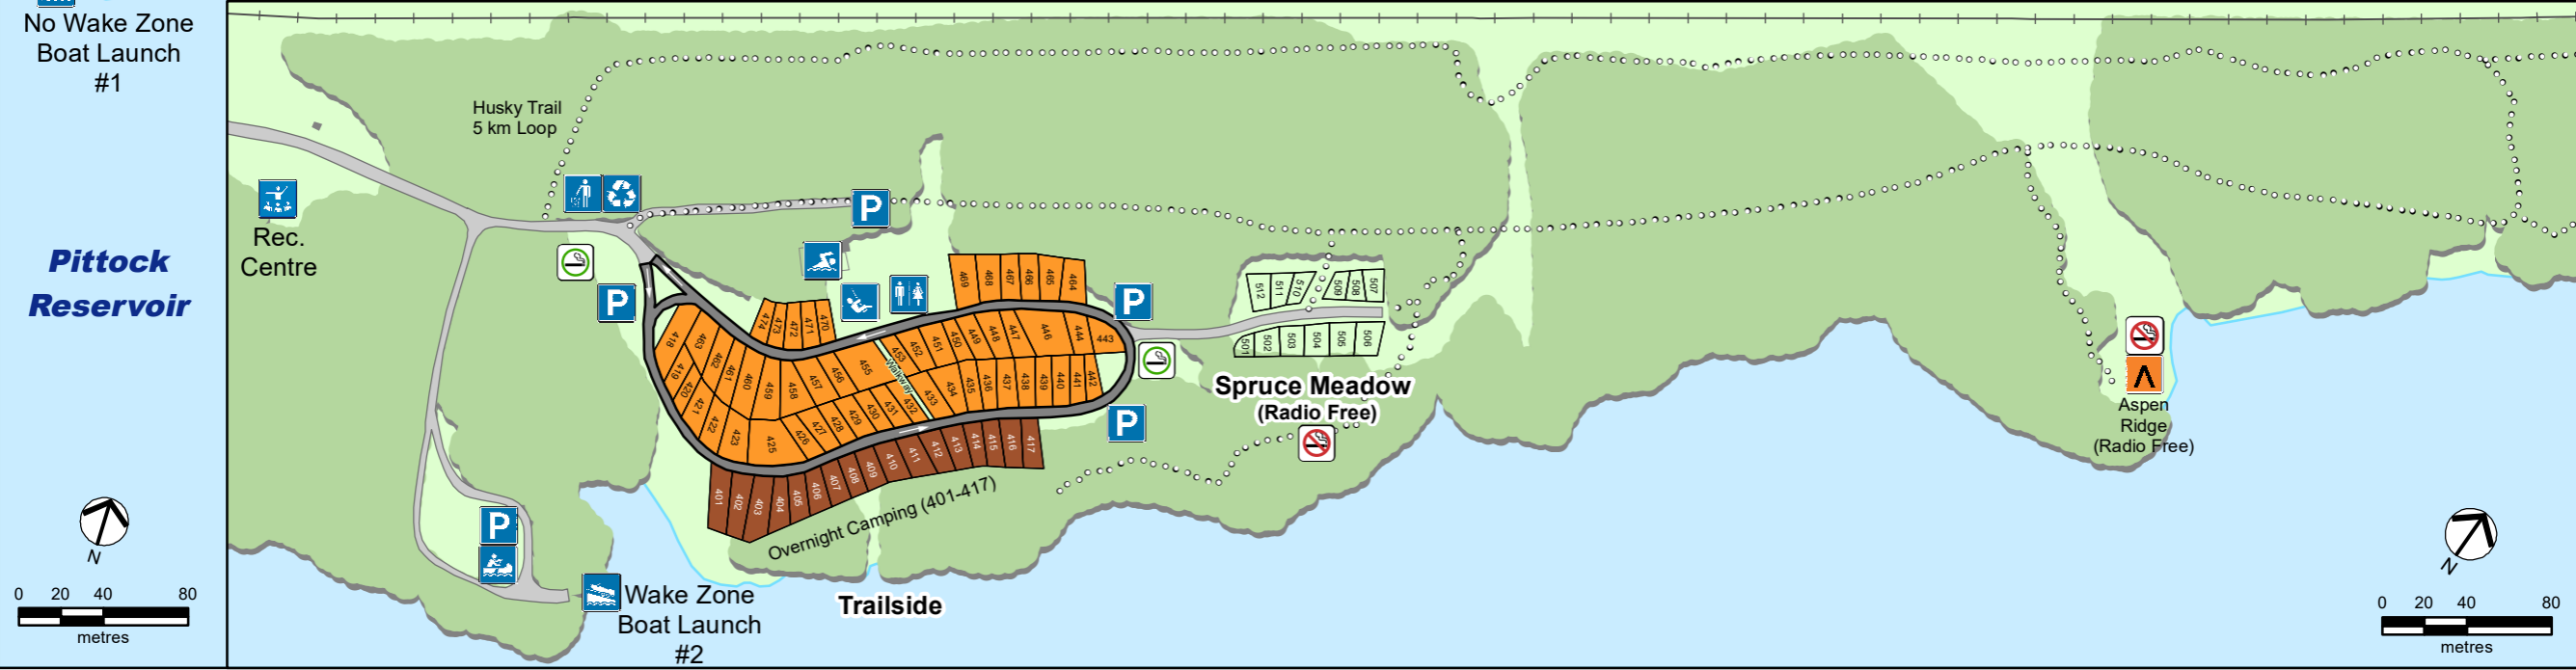 No Wake Zone
Boat Launch
#1
Pittock
Reservoir
N
0 20 40 80
metres
Husky Trail
5 km Loop
Rec.
Centre
P
P
P
P
P
474
473
472
471
470
469
468
467
466
465
464
418
463
462
461
460
459
458
457
456
455
Walkway
453
452
451
450
449
448
447
446
444
443
419
420
421
422
423
425
426
427
428
429
430
431
432
433
434
435
436
437
438
439
440
441
442
401
402
403
404
405
406
407
408
409
410
411
412
413
414
415
416
417
Overnight Camping (401-417)
Trailside
Wake Zone
Boat Launch
#2
512
511
510
509
508
507
501
502
503
504
505
506
Spruce Meadow
(Radio Free)
Aspen
Ridge
(Radio Free)
N
0 20 40 80
metres